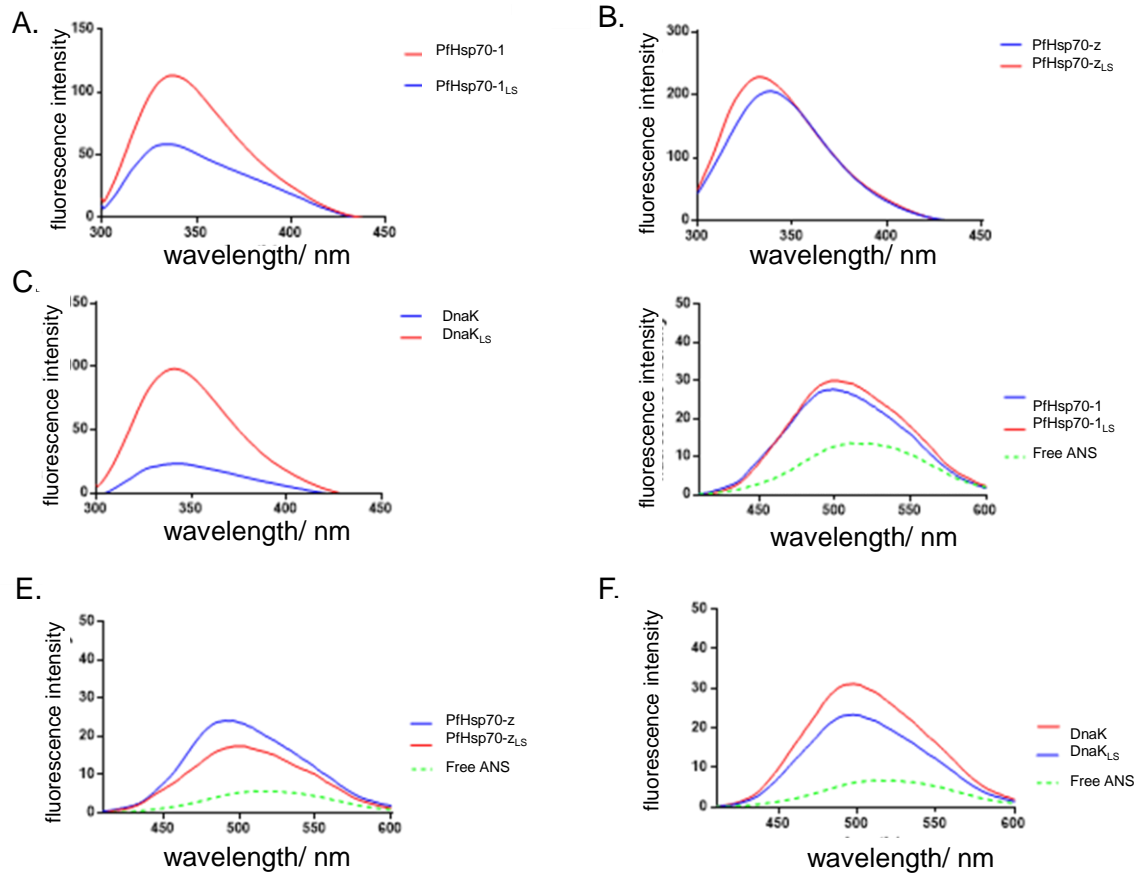 A.
fluorescence intensity
150
100
50
0
300 350 400 450
wavelength/ nm
PfHsp70-1
PfHsp70-1LS
B.
fluorescence intensity
300
200
100
0
300 350 400 450
wavelength/ nm
PfHsp70-z
PfHsp70-zLS
C.
fluorescence intensity
50
0
300 350 400 450
wavelength/ nm
DnaK
DnaKLS
fluorescence intensity
50
40
30
20
10
0
450 500 550 600
wavelength/ nm
PfHsp70-1
PfHsp70-1LS
Free ANS
E.
fluorescence intensity
50
40
30
20
10
0
450 500 550 600
wavelength/ nm
PfHsp70-z
PfHsp70-zLS
Free ANS
F.
fluorescence intensity
50
40
30
20
10
0
450 500 550 600
wavelength/ nm
DnaK
DnaKLS
Free ANS